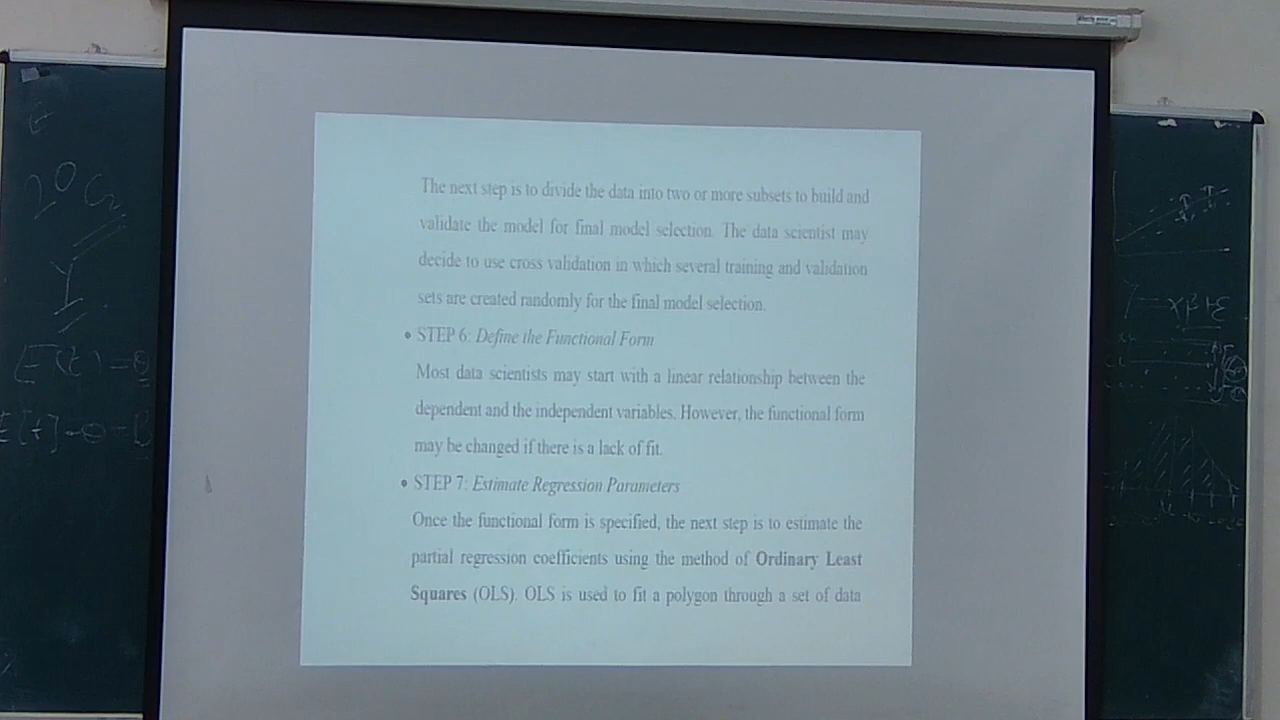 The next step is to divide the data into two or more subsets to build and
validate the model for final model selection. The data scientist may
decide to use cross validation in which several training and validation
sets are created randomly for the final model selection.
• STEP 6: Define the Functional Form
Most data scientists may start with a linear relationship between the
dependent and the independent variables. However, the functional form
may be changed if there is a lack of fit.
• STEP 7: Estimate Regression Parameters
Once the functional form is specified, the next step is to estimate the
partial regression coefficients using the method of Ordinary Least
Squares (OLS). OLS is used to fit a polygon through a set of data